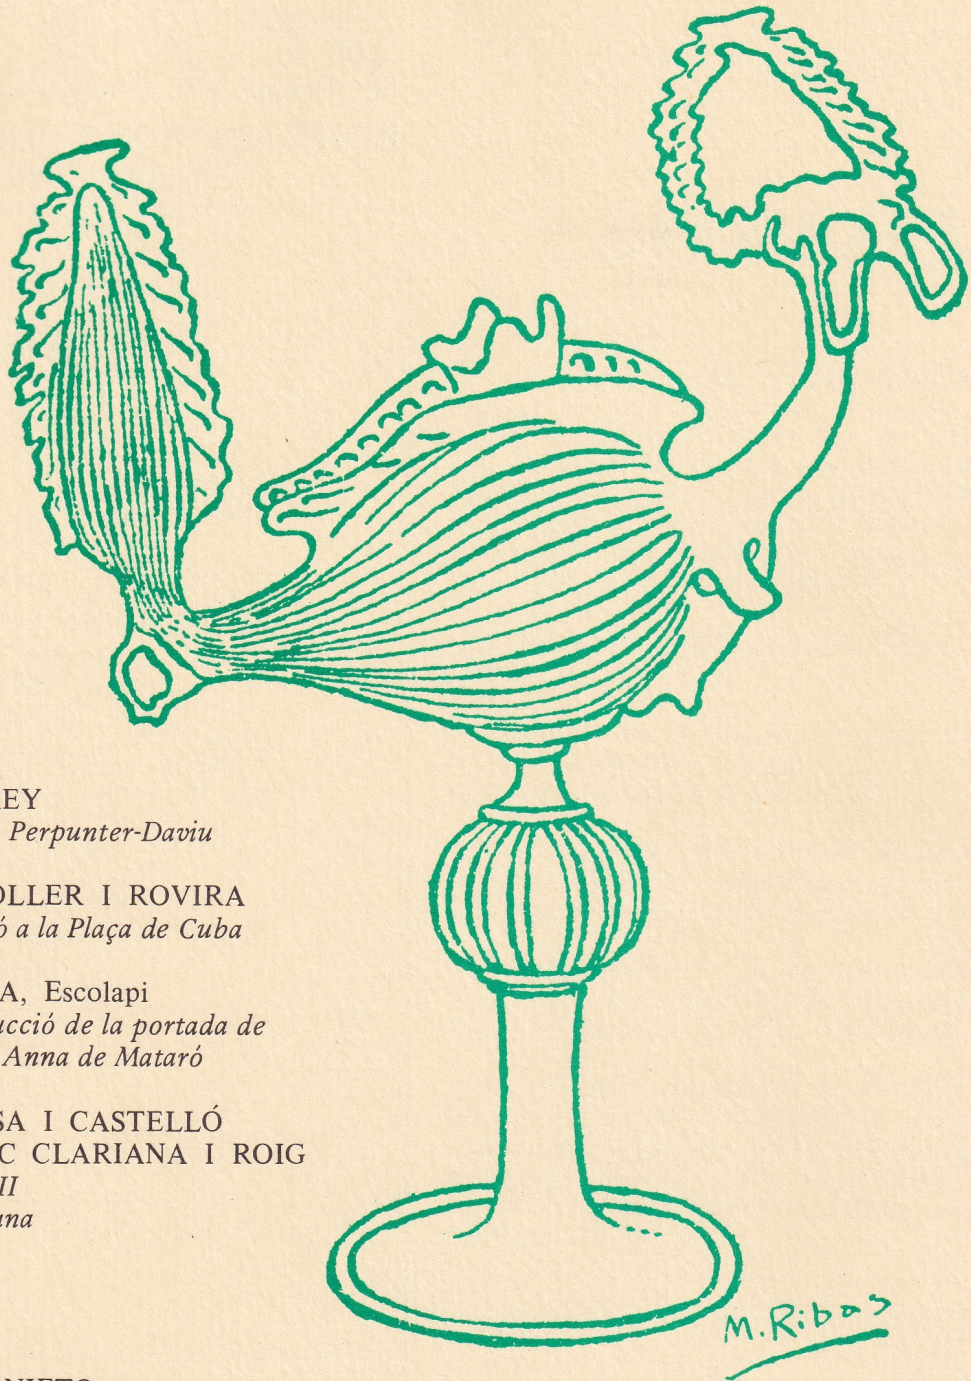 EY
Perpunter-Daviu
OLLER I ROVIRA
ó a la Plaça de Cuba
A, Escolapi
ucció de la portada de
Anna de Mataró
SA I CASTELLÓ
C CLARIANA I ROIG
II
ana
M. Ribas